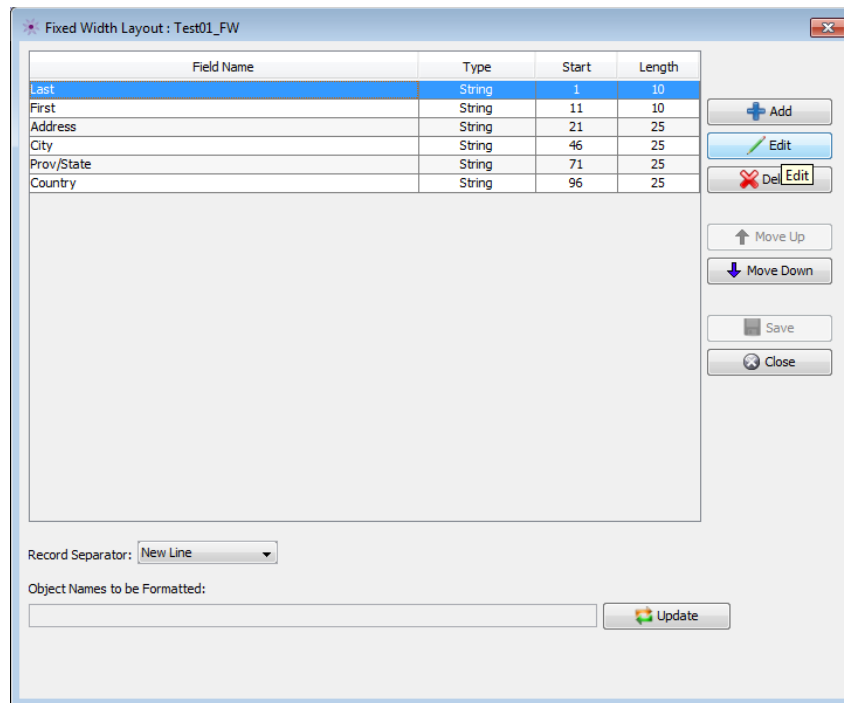 Fixed Width Layout : Test01_FW
Field Name Type Start Length
Last String 1 10
First String 11 10
Address String 21 25
City String 46 25
Prov/State String 71 25
Country String 96 25
Add
Edit
Del
Edit
Move Up
Move Down
Save
Close
Record Separator: New Line
Object Names to be Formatted:
Update